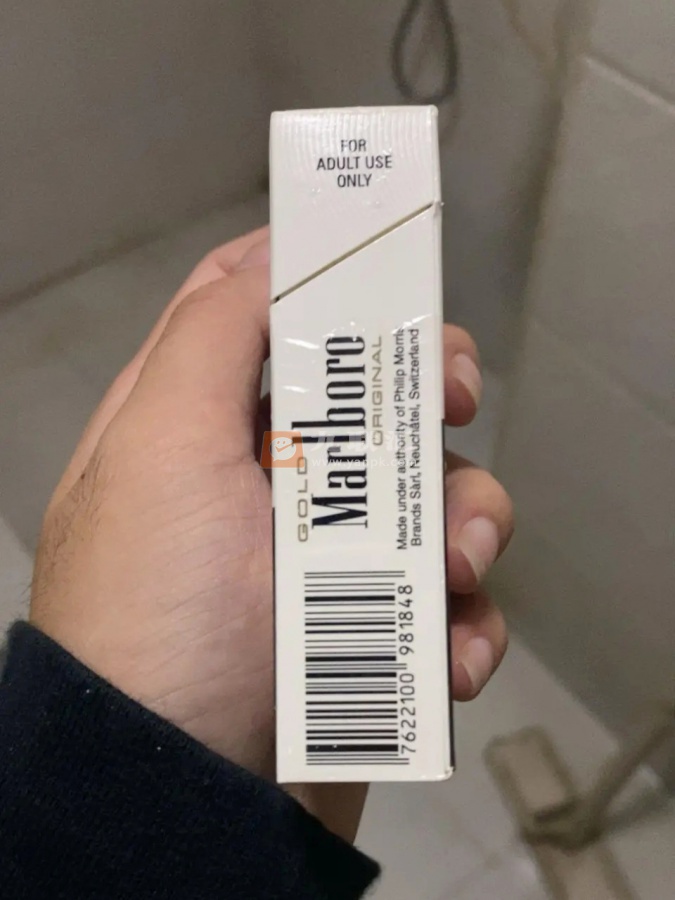 FOR
ADULT USE
ONLY
GOLD
Marlboro
ORIGINAL
Made under authority of Philip Morris
Brands Sàrl, Neuchâtel, Switzerland
7622100 981848